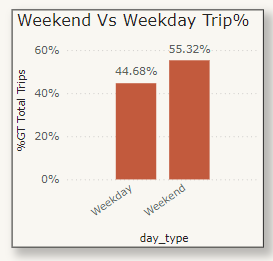 Weekend Vs Weekday Trip%
%GT Total Trips
60%
40%
20%
0%
44.68%
55.32%
Weekday
Weekend
day_type